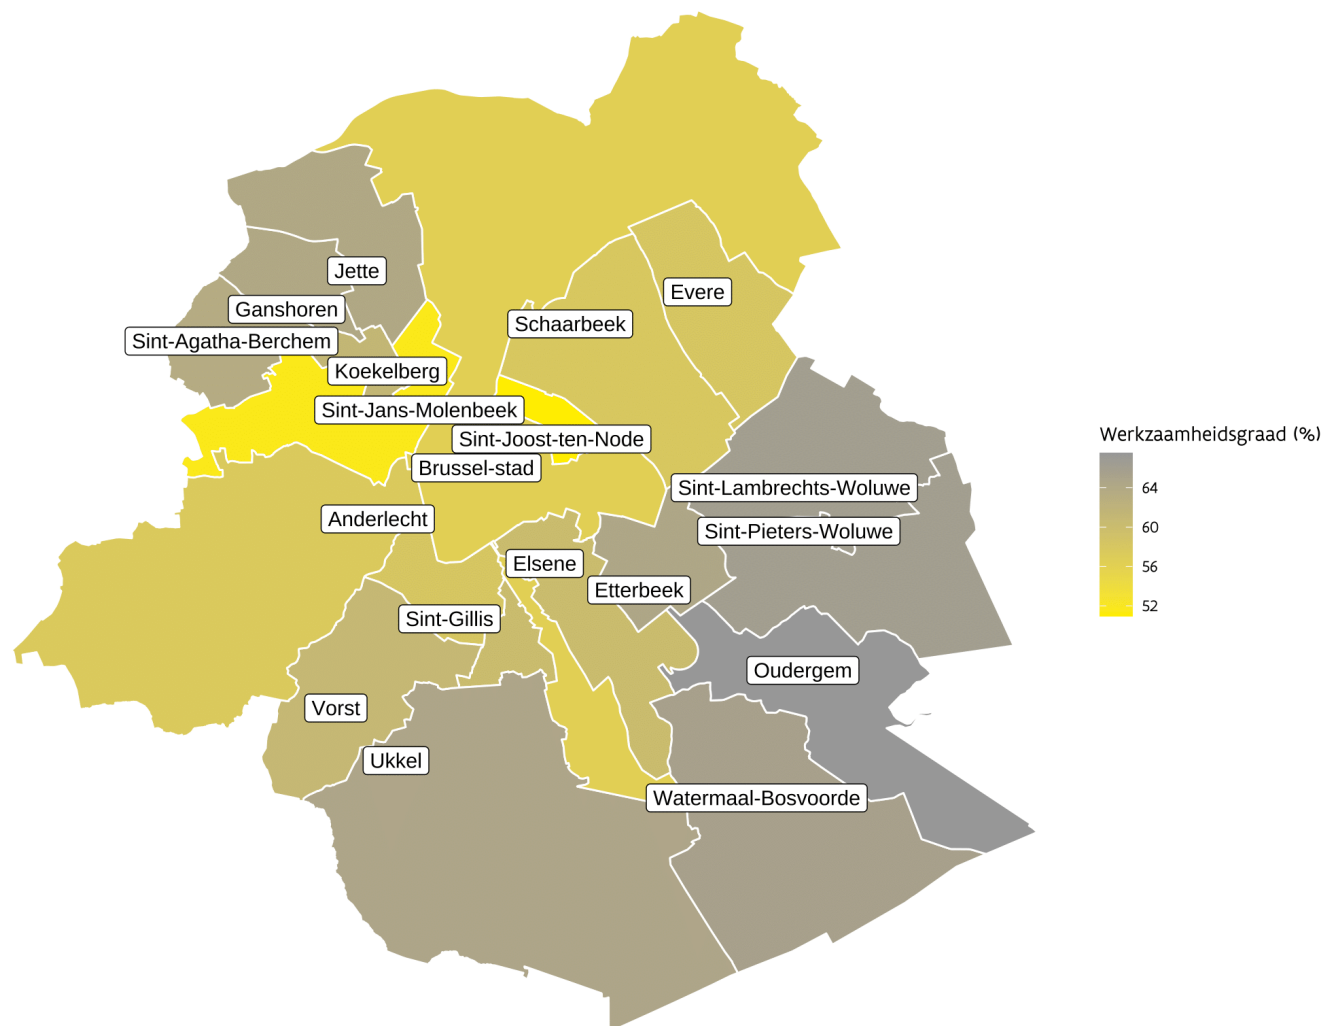 Jette
Evere
Ganshoren
Schaarbeek
Sint-Agatha-Berchem
Koekelberg
Sint-Jans-Molenbeek
Sint-Joost-ten-Node
Brussel-stad
Sint-Lambrechts-Woluwe
Anderlecht
Sint-Pieters-Woluwe
Elsene
Etterbeek
Sint-Gillis
Oudergem
Vorst
Ukkel
Watermaal-Bosvoorde
Werkzaamheidsgraad (%)
64
60
56
52